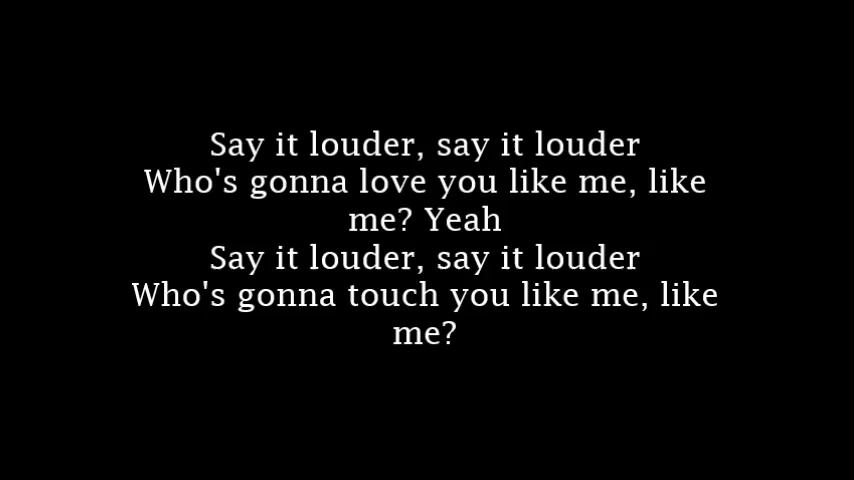 Say it louder, say it louder
Who's gonna love you like me, like
me? Yeah
Say it louder, say it louder
Who's gonna touch you like me, like
me?